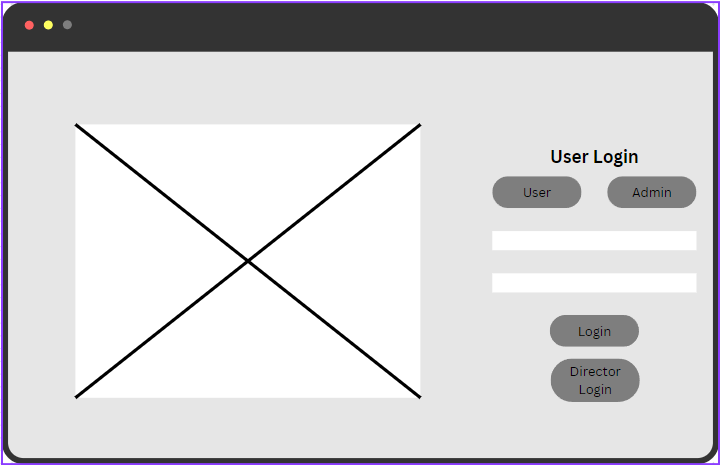 User Login
User
Admin
Login
Director
Login